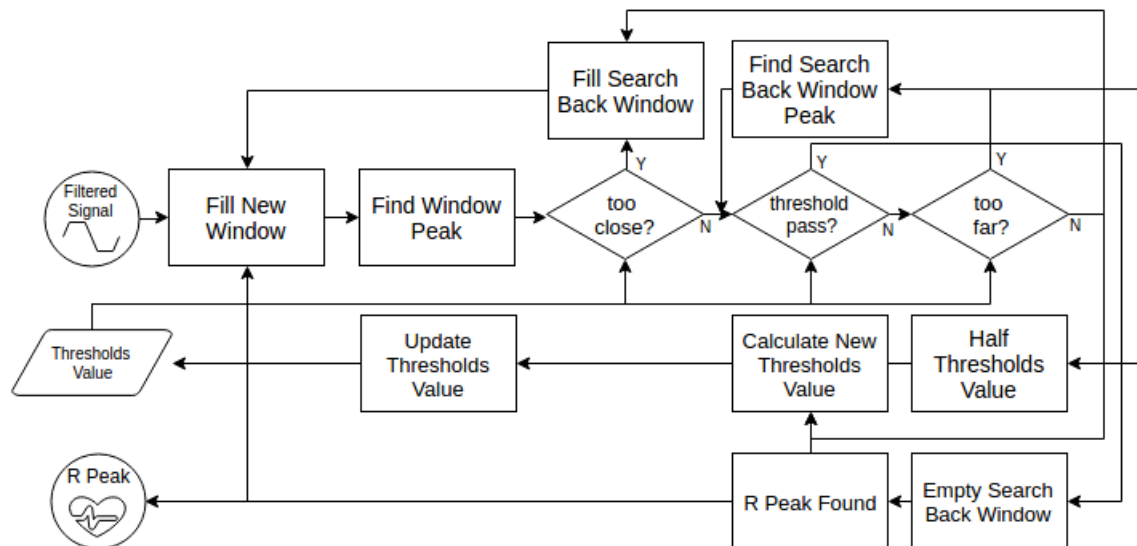 Fill Search
Back Window
Find Search
Back Window
Peak
Y
Y
Y
Filtered
Signal
Fill New
Window
Find Window
Peak
too
close?
N
threshold
pass?
N
too
far?
N
Thresholds
Value
Update
Thresholds
Value
Calculate New
Thresholds
Value
Half
Thresholds
Value
R Peak
R Peak Found
Empty Search
Back Window